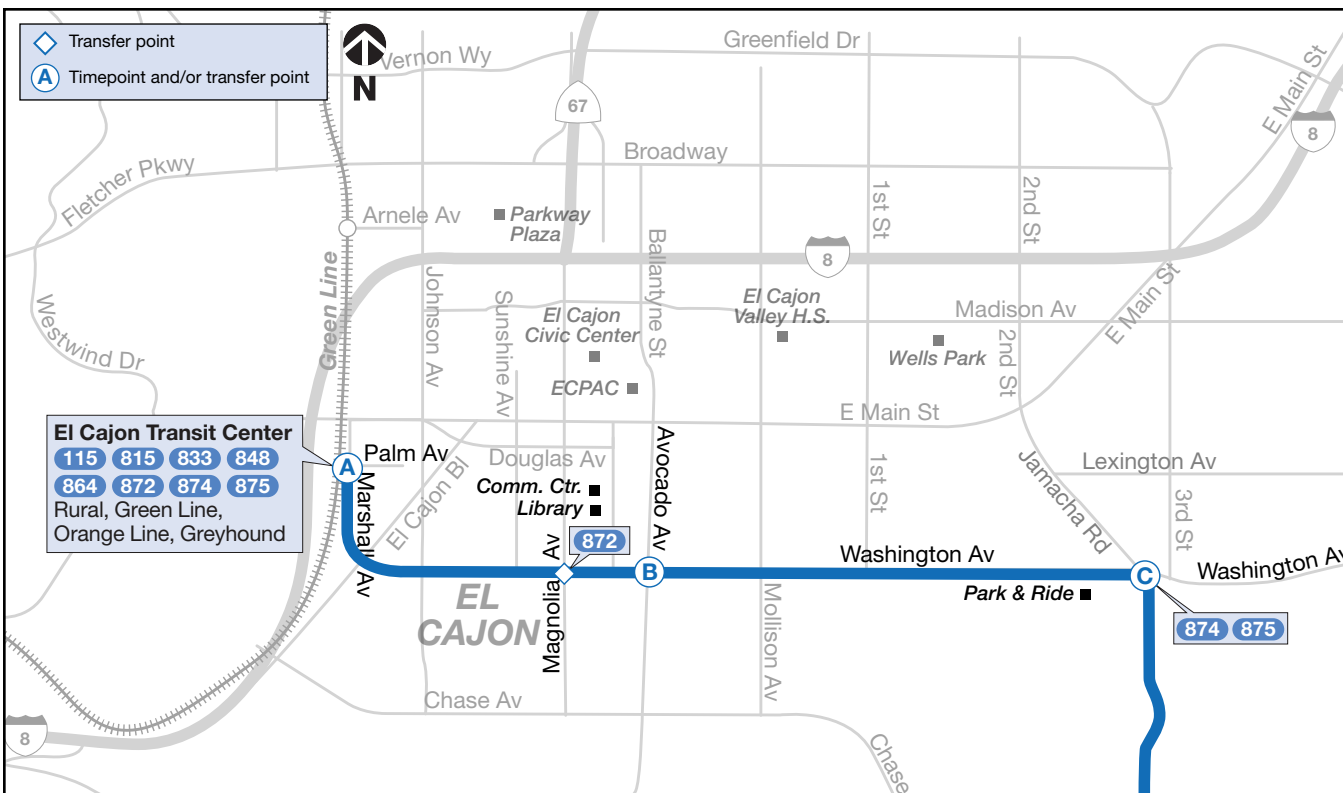 Transfer point
A Timepoint and/or transfer point
N
Vernon Wy
Greenfield Dr
67
E Main St
8
Fletcher Pkwy
Broadway
Arnele Av
Parkway
Plaza
1st St
2nd St
Green Line
Johnson Av
Ballantyne St
8
Westwind Dr
Sunshine Av
El Cajon
Civic Center
El Cajon
Valley H.S.
Madison Av
E Main St
Wells Park
2nd St
ECPAC
E Main St
El Cajon Transit Center
115 815 833 848
864 872 874 875
Rural, Green Line,
Orange Line, Greyhound
A
Palm Av
Marshall Av
El Cajon Bl
Douglas Av
Comm. Ctr.
Library
Avocado Av
1st St
Jamacha Rd
Lexington Av
3rd St
872
Magnolia Av
B
Washington Av
C
Washington Av
EL
CAJON
Mollison Av
Park & Ride
874 875
Chase Av
Chase
8